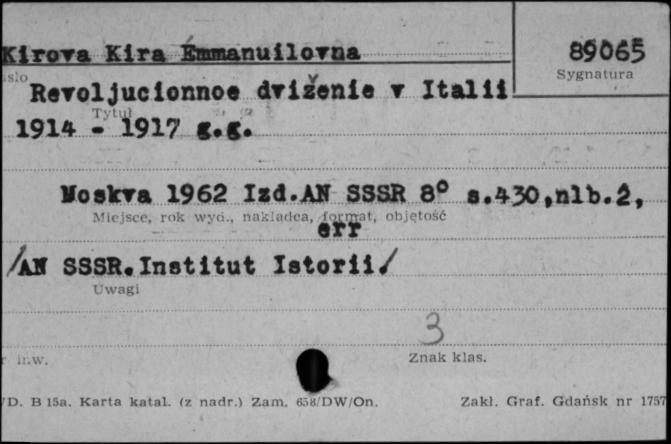 Kirova Kira Emmanuilovna
89065
Sygnatura
Revoljucionnoe dviženie v Italii
Tytuł
1914 - 1917 g.g.
Moskva 1962 Izd.AN SSSR 8° s.430,nlb.2,
Miejsce, rok wyd., nakładca, format, objętość
err
/AN SSSR.Institut Istorii/
Uwagi
3
Znak klas.
inw.
D. B 15a. Karta katal. (z nadr.) Zam. 658/DW/On.
Zakł. Graf. Gdańsk nr 1757